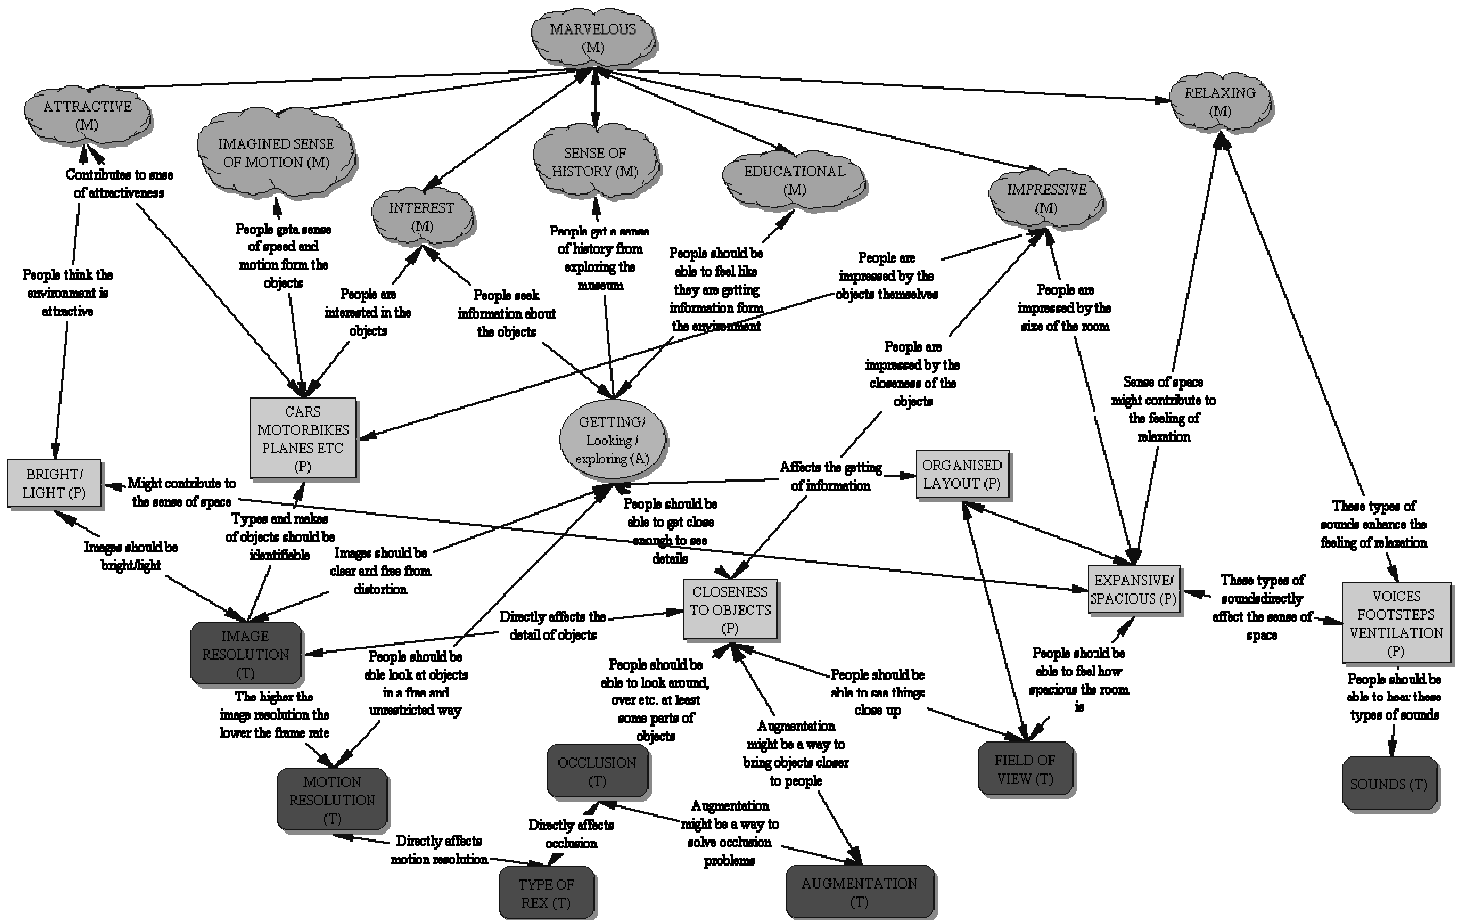 MARVELOUS
(M)
ATTRACTIVE
(M)
RELAXING
(M)
IMAGINED SENSE
OF MOTION (M)
SENSE OF
HISTORY (M)
EDUCATIONAL
(M)
INTEREST
(M)
IMPRESSIVE
(M)
Contributes to sense
of attractiveness
People gets sense
of speed and
motion form the
objects
People get a sense
of history from
exploring the
museum
People should be
able to feel like
they are getting
information form
the environment
People are
impressed by the
objects themselves
People think the
environment is
attractive
People are
interested in the
objects
People seek
information about
the objects
People are
impressed by the
size of the room
People are
impressed by the
closeness of the
objects
Sense of space
might contribute to
the feeling of
relaxation
CARS
MOTORBIKES
PLANES ETC
(P)
GETTING/
Looking /
exploring (A)
BRIGHT/
LIGHT (P)
Might contribute to
the sense of space
Affects the getting
of information
ORGANISED
LAYOUT (P)
People should be
able to get close
enough to see
details
Types and makes
of objects should be
identifiable
These types of
sounds enhance the
feeling of relaxation
Images should be
bright/light
Images should be
clear and free from
distortion
CLOSENESS
TO OBJECTS
(P)
EXPANSIVE/
SPACIOUS (P)
These types of
soundsdirectly
affect the sense of
space
VOICES
FOOTSTEPS
VENTILATION
(P)
Directly affects the
detail of objects
IMAGE
RESOLUTION
(T)
People should be
able look at objects
in a free and
unrestricted way
People should be
able to look around,
over etc. at least
some parts of
objects
People should be
able to see things
close up
People should be
able to feel how
spacious the room
is
People should be
able to hear these
types of sounds
The higher the
image resolution the
lower the frame rate
Augmentation
might be a way to
bring objects closer
to people
OCCLUSION
(T)
FIELD OF
VIEW (T)
SOUNDS (T)
MOTION
RESOLUTION
(T)
Directly affects
motion resolution
Directly affects
occlusion
Augmentation
might be a way to
solve occlusion
problems
TYPE OF
REX (T)
AUGMENTATION
(T)